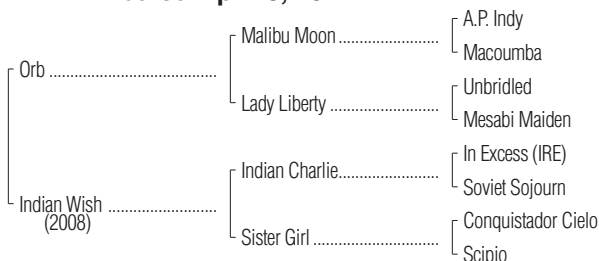 A.P. Indy
Malibu Moon
Macoumba
Orb
Unbridled
Lady Liberty
Mesabi Maiden
In Excess (IRE)
Indian Charlie
Soviet Sojourn
Indian Wish
(2008)
Conquistador Cielo
Sister Girl
Scipio